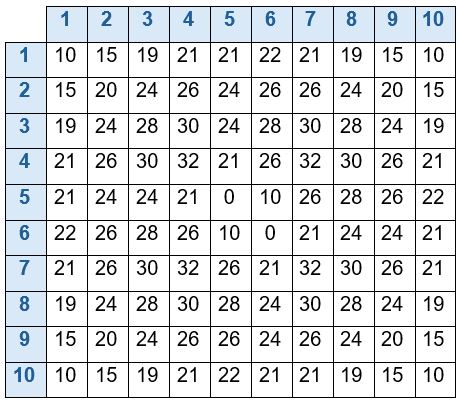 1 2 3 4 5 6 7 8 9 10
1 10 15 19 21 21 22 21 19 15 10
2 15 20 24 26 24 26 26 24 20 15
3 19 24 28 30 24 28 30 28 24 19
4 21 26 30 32 21 26 32 30 26 21
5 21 24 24 21 0 10 26 28 26 22
6 22 26 28 26 10 0 21 24 24 21
7 21 26 30 32 26 21 32 30 26 21
8 19 24 28 30 28 24 30 28 24 19
9 15 20 24 26 26 24 26 24 20 15
10 10 15 19 21 22 21 21 19 15 10